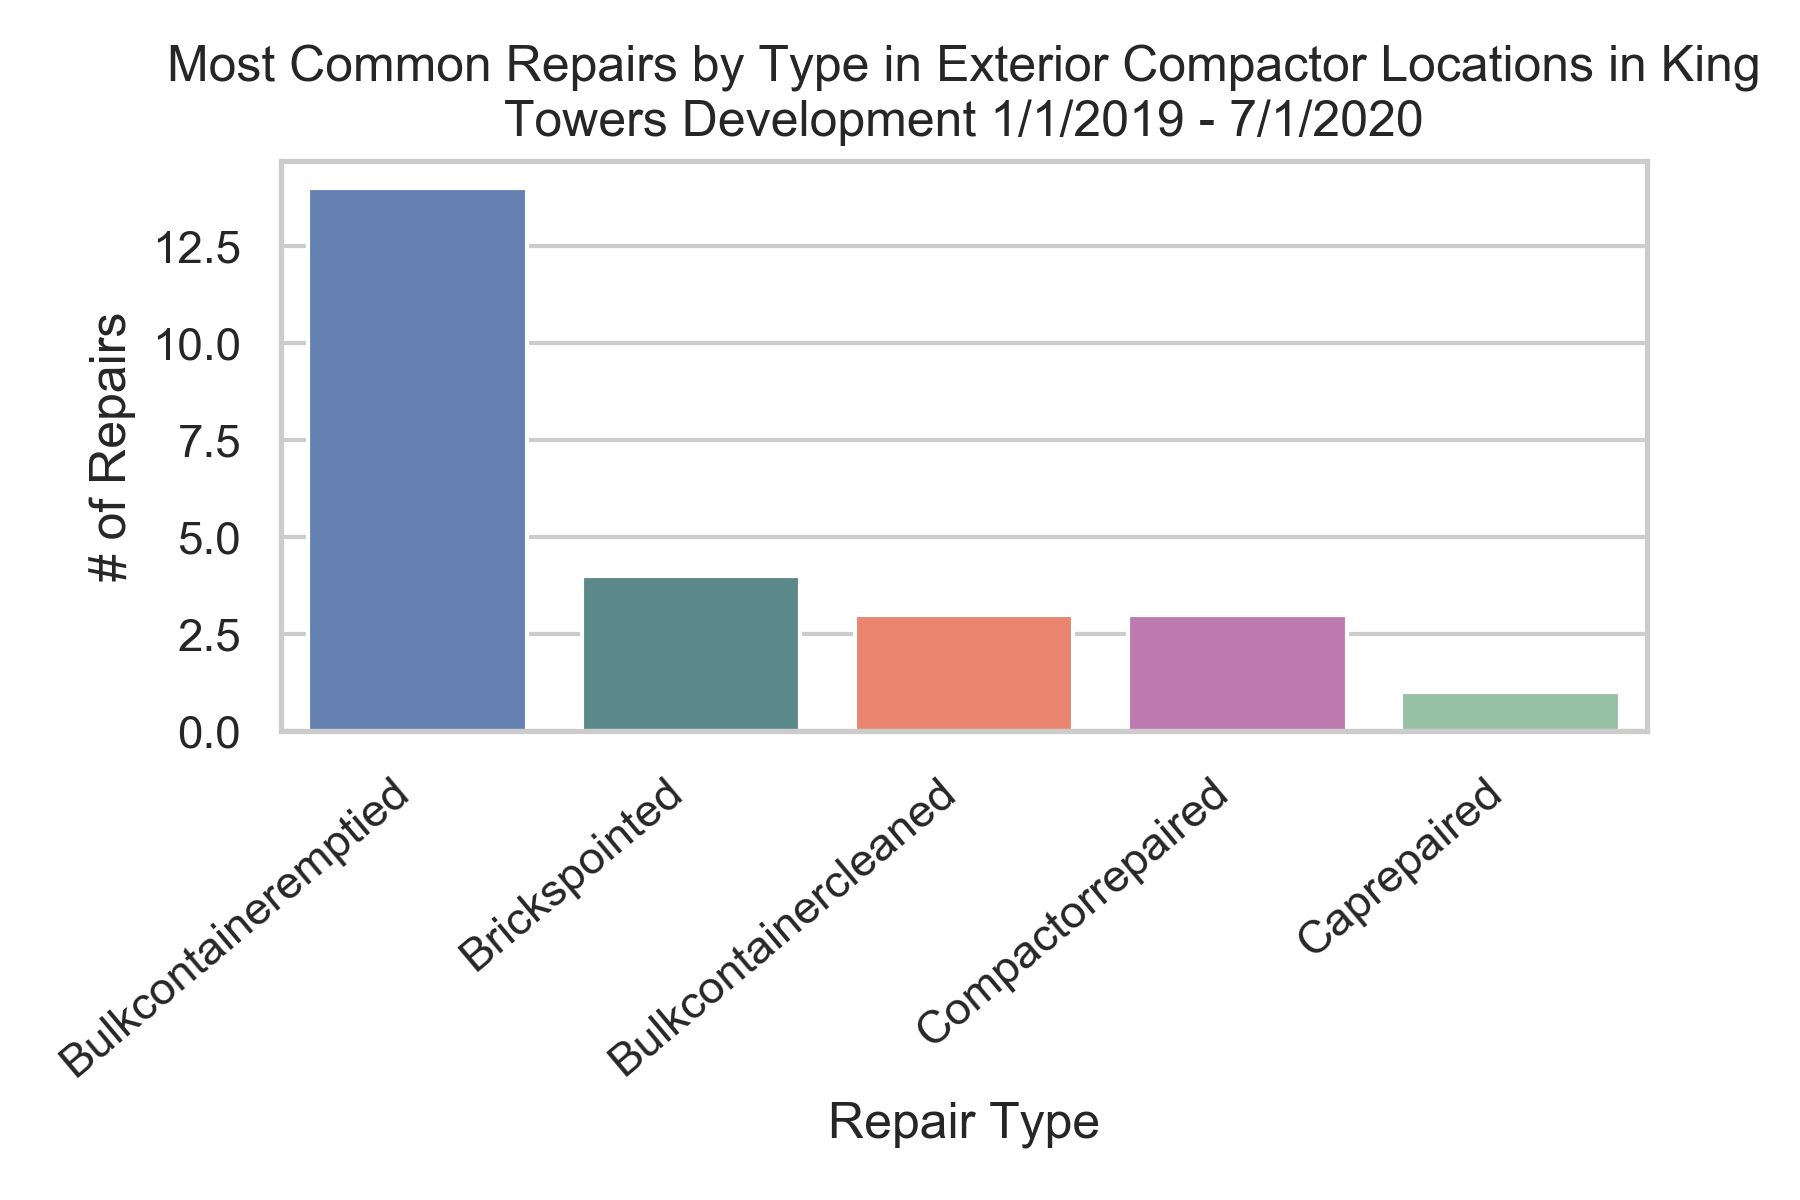 Most Common Repairs by Type in Exterior Compactor Locations in King
Towers Development 1/1/2019 - 7/1/2020
# of Repairs
12.5
10.0
7.5
5.0
2.5
0.0
Bulkcontaineremptied
Brickspointed
Bulkcontainercleaned
Compactorrepaired
Caprepaired
Repair Type